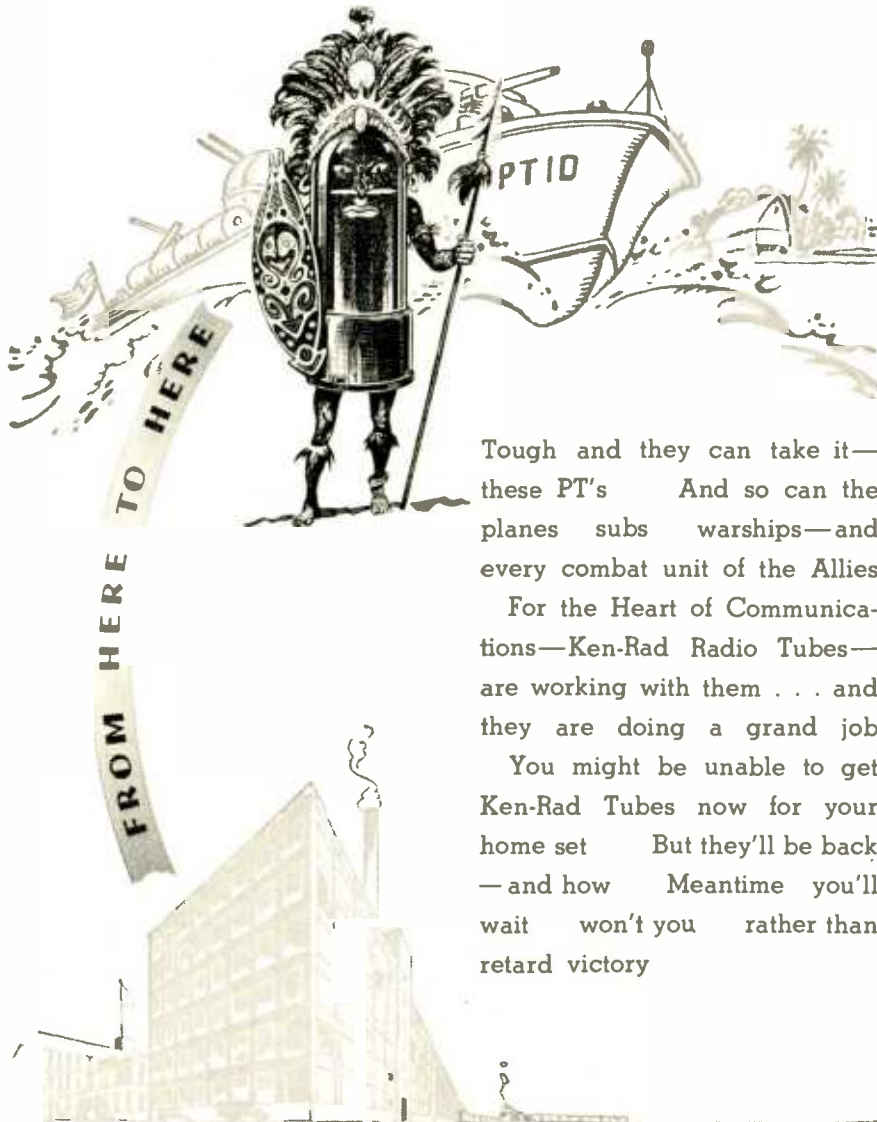 PT10
FROM HERE TO HERE
Tough and they can take it—
these PT's And so can the
planes subs warships—and
every combat unit of the Allies
For the Heart of Communica-
tions—Ken-Rad Radio Tubes—
are working with them . . . and
they are doing a grand job
You might be unable to get
Ken-Rad Tubes now for your
home set But they'll be back
—and how Meantime you'll
wait won't you rather than
retard victory